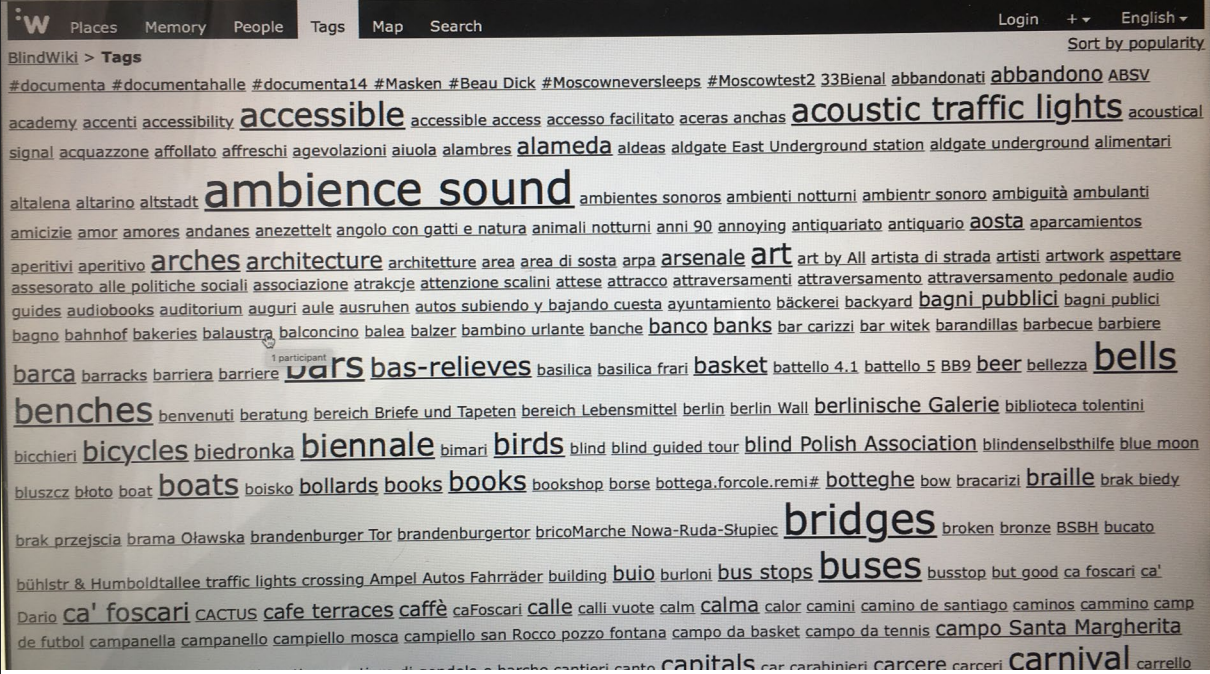 :W Places Memory People Tags Map Search Login + English
BlindWiki > Tags Sort by popularity
#documenta #documentahalle #documenta14 #Masken #Beau Dick #Moscowneversleeps #Moscowtest2 33Bienal abbandonati abbandono ABSV
academy accenti accessibility accessible accessible access accesso facilitato aceras anchas acoustic traffic lights acoustical
signal acquazzone affollato affreschi agevolazioni aiuola alambres alameda aldeas aldgate East Underground station aldgate underground alimentari
altalena altarino altstadt ambience sound ambientes sonoros ambienti notturni ambientr sonoro ambiguità ambulanti
amicizie amor amores andanes anezettelt angolo con gatti e natura animali notturni anni 90 annoying antiquariato antiquario aosta aparcamientos
aperitivi aperitivo arches architecture architetture area area di sosta arpa arsenale art art by All artista di strada artisti artwork aspettare
assesorato alle politiche sociali associazione atrakcje attenzione scalini attese attracco attraversamenti attraversamento attraversamento pedonale audio
guides audiobooks auditorium auguri aule ausruhen autos subiendo y bajando cuesta ayuntamiento bäckerei backyard bagni pubblici bagni publici
bagno bahnhof bakeries balaustra balconcino balea balzer bambino urlante banche banco banks bar carizzi bar witek barandillas barbecue barbiere
1 participant
barca barracks barriera barriere bars bas-relieves basilica basilica frari basket battello 4.1 battello 5 BB9 beer bellezza bells
benches benvenuti beratung bereich Briefe und Tapeten bereich Lebensmittel berlin berlin Wall berlinische Galerie biblioteca tolentini
bicchieri bicycles biedronka biennale bimari birds blind blind guided tour blind Polish Association blindenselbsthilfe blue moon
bluszcz błoto boat boats boisko bollards books books bookshop borse bottega.forcole.remi# botteghe bow bracarizi braille brak biedy
brak przejscia brama Oławska brandenburger Tor brandenburgertor bricoMarche Nowa-Ruda-Słupiec bridges broken bronze BSBH bucato
bühlstr & Humboldtallee traffic lights crossing Ampel Autos Fahrräder building buio burloni bus stops buses busstop but good ca foscari ca'
Dario ca' foscari CACTUS cafe terraces caffè caFoscari calle calli vuote calm calma calor camini camino de santiago caminos cammino camp
de futbol campanella campanello campiello mosca campiello san Rocco pozzo fontana campo da basket campo da tennis campo Santa Margherita
di gondole e barche cantieri canto capitals car carabinieri carcere carceri carnival carrello